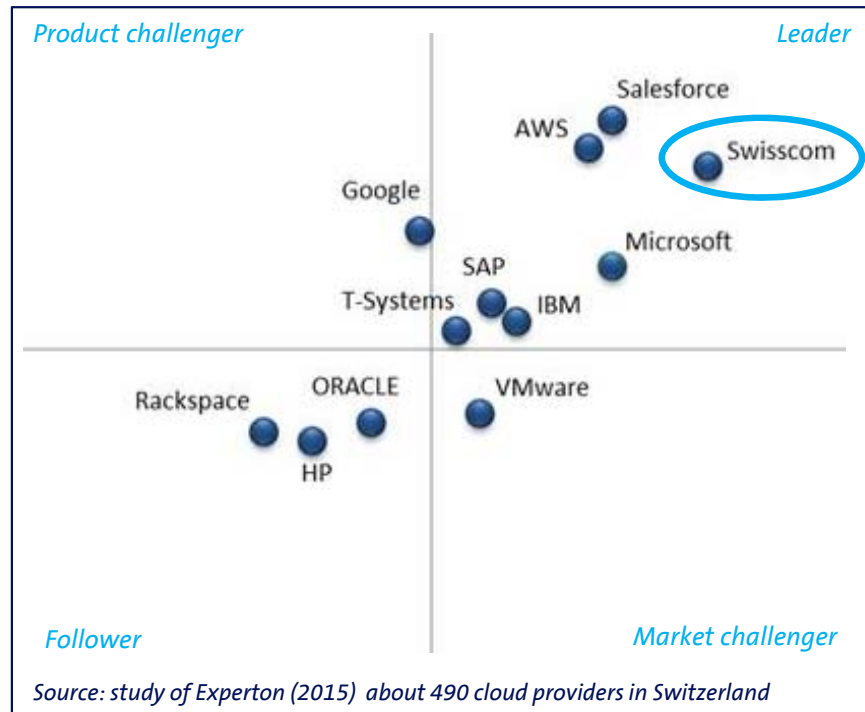 Product challenger
Leader
Salesforce
AWS
Swisscom
Google
Microsoft
SAP
T-Systems
IBM
ORACLE
VMware
Rackspace
HP
Follower
Market challenger
Source: study of Experton (2015) about 490 cloud providers in Switzerland